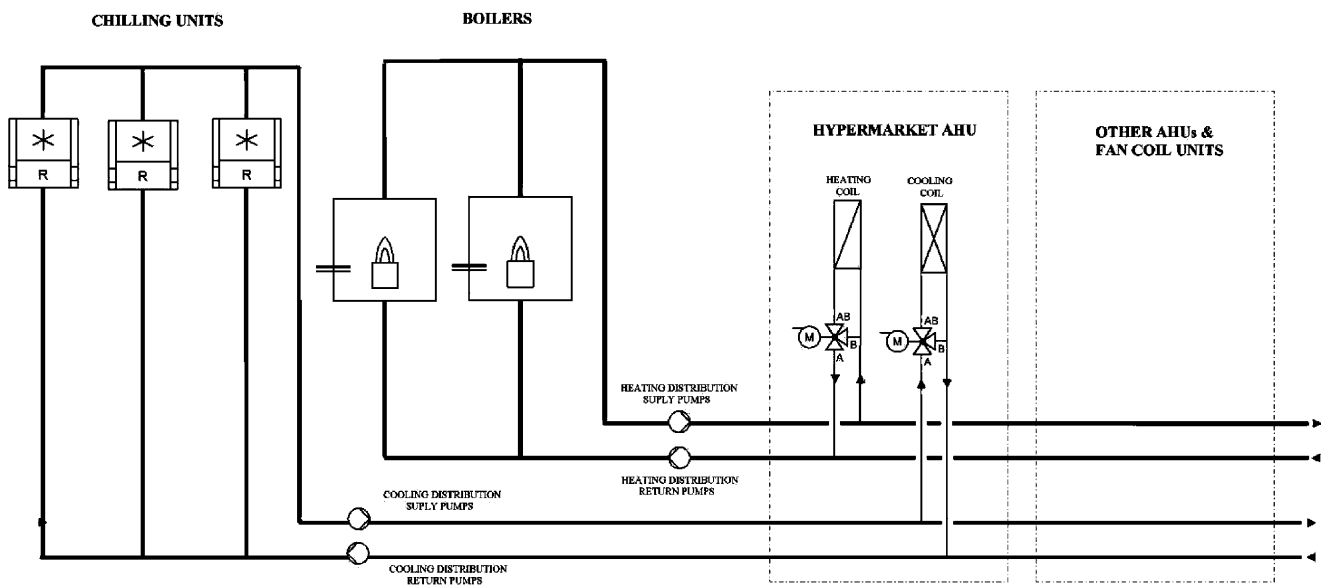 CHILLING UNITS
BOILERS
R
R
R
HYPERMARKET AHU
OTHER AHUs &
FAN COIL UNITS
HEATING
COIL
COOLING
COIL
AB
M
B
A
AB
M
B
A
HEATING DISTRIBUTION
SUPLY PUMPS
HEATING DISTRIBUTION
RETURN PUMPS
COOLING DISTRIBUTION
SUPLY PUMPS
COOLING DISTRIBUTION
RETURN PUMPS